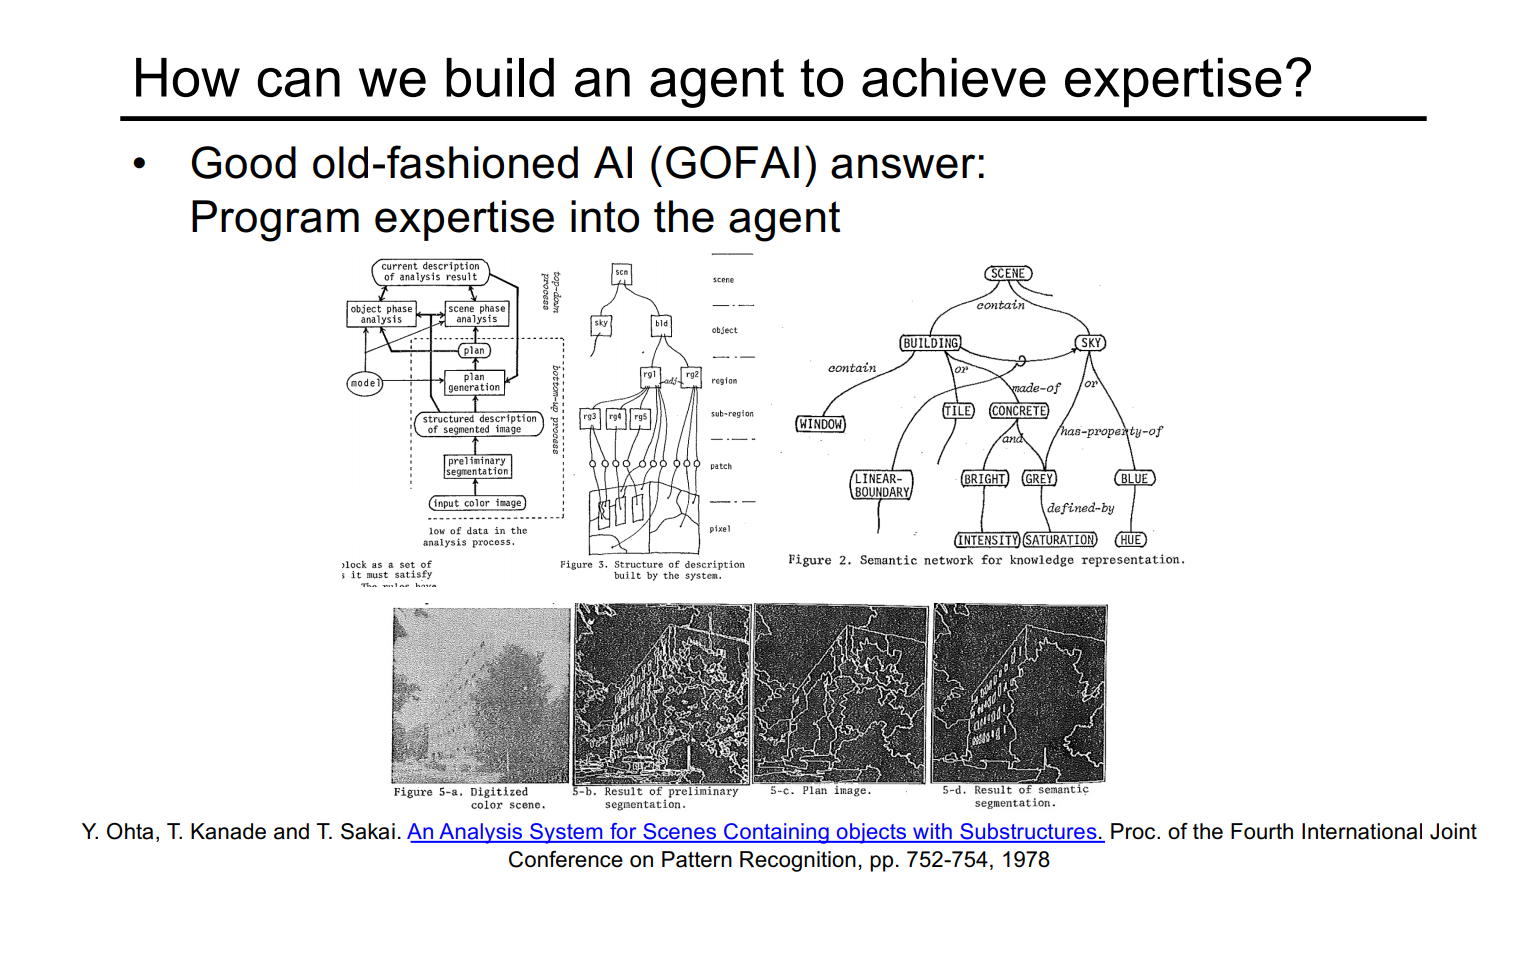 How can we build an agent to achieve expertise?
• Good old-fashioned AI (GOFAI) answer:
Program expertise into the agent
current description
of analysis result
top-down
process
object phase
analysis
scene phase
analysis
plan
model
plan
generation
bottom-up process
structured description
of segmented image
preliminary
segmentation
input color image
low of data in the
analysis process.
lock as a set of
it must satisfy
scn
scene
sky
bld
object
rg1
adj
rg2
region
rg3
rg4
rg5
sub-region
patch
pixel
Figure 3. Structure of description
built by the system.
SCENE
contain
BUILDING
SKY
contain
or
made-of
or
WINDOW
TILE
CONCRETE
and
has-property-of
LINEAR-
BOUNDARY
BRIGHT
GREY
BLUE
defined-by
INTENSITY
SATURATION
HUE
Figure 2. Semantic network for knowledge representation.
Figure 5-a. Digitized
color scene.
5-b. Result of preliminary
segmentation.
5-c. Plan image.
5-d. Result of semantic
segmentation.
Y. Ohta, T. Kanade and T. Sakai. An Analysis System for Scenes Containing objects with Substructures. Proc. of the Fourth International Joint
Conference on Pattern Recognition, pp. 752-754, 1978